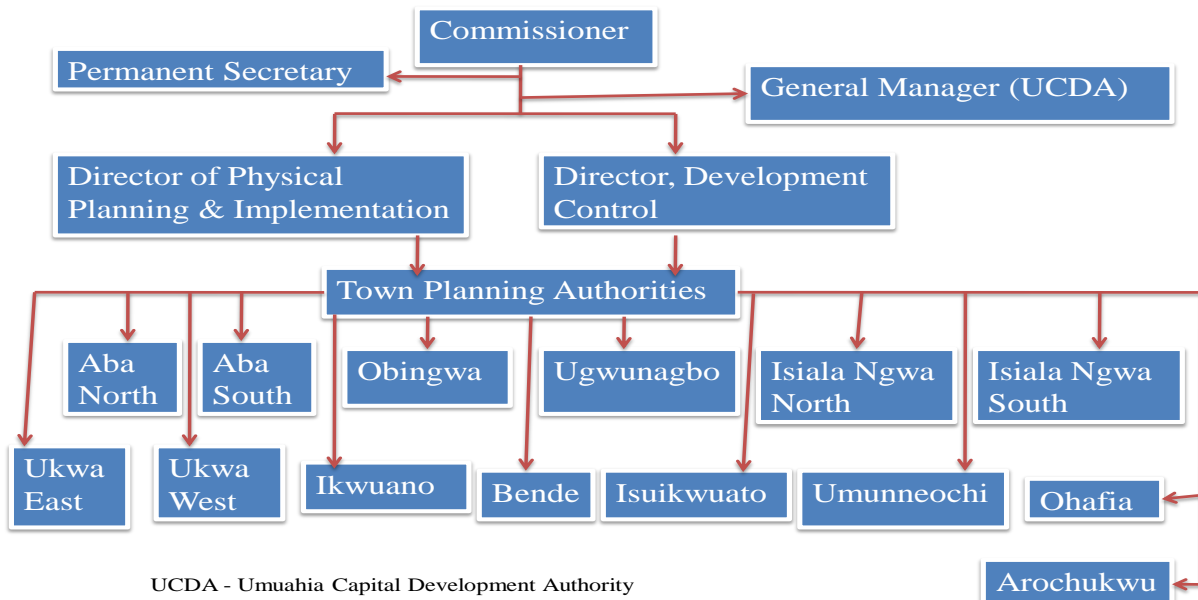 Commissioner
Permanent Secretary
General Manager (UCDA)
Director of Physical
Planning & Implementation
Director, Development
Control
Town Planning Authorities
Aba
North
Aba
South
Obingwa
Ugwunagbo
Isiala Ngwa
North
Isiala Ngwa
South
Ukwa
East
Ukwa
West
Ikwuano
Bende
Isuikwuato
Umunneochi
Ohafia
Arochukwu
UCDA - Umuahia Capital Development Authority